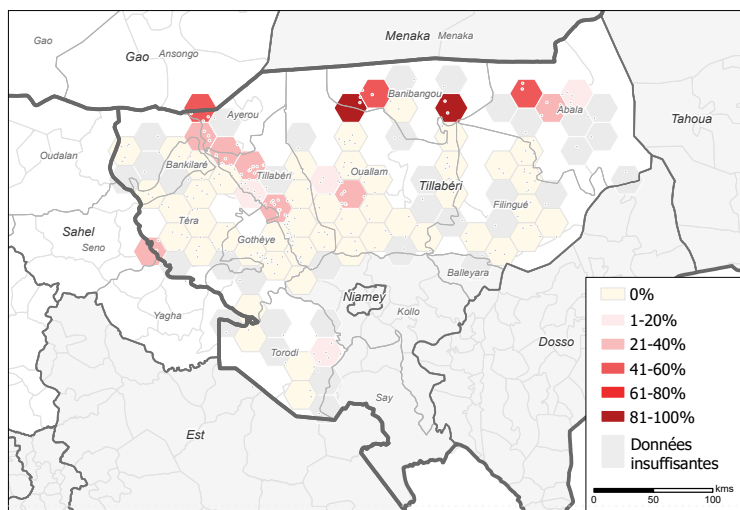 Menaka
Menaka
Gao
Gao
Ansongo
Banibangou
Abala
Ayerou
Tahoua
Oudalan
Bankilaré
Tillabéri
Ouallam
Tillabéri
Filingué
Téra
Sahel
Seno
Gothèye
Balleyara
Niamey
Yagha
Kollo
Dosso
Torodi
Say
Est
0%
1-20%
21-40%
41-60%
61-80%
81-100%
Données
insuffisantes
kms
0 50 100